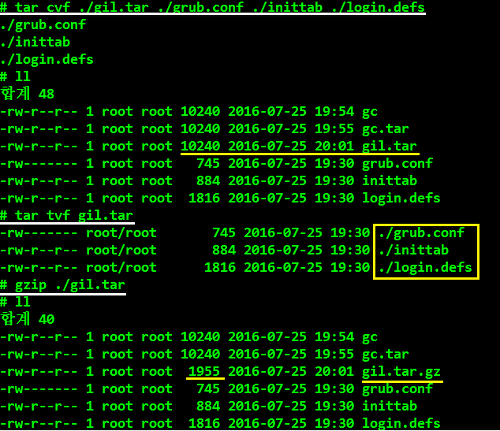 # tar cvf ./gil.tar ./grub.conf ./inittab ./login.defs
./grub.conf
./inittab
./login.defs
# ll
합계 48
-rw-r--r-- 1 root root 10240 2016-07-25 19:54 gc
-rw-r--r-- 1 root root 10240 2016-07-25 19:55 gc.tar
-rw-r--r-- 1 root root 10240 2016-07-25 20:01 gil.tar
-rw------- 1 root root   745 2016-07-25 19:30 grub.conf
-rw-r--r-- 1 root root   884 2016-07-25 19:30 inittab
-rw-r--r-- 1 root root  1816 2016-07-25 19:30 login.defs
# tar tvf gil.tar
-rw------- root/root       745 2016-07-25 19:30 ./grub.conf
-rw-r--r-- root/root       884 2016-07-25 19:30 ./inittab
-rw-r--r-- root/root      1816 2016-07-25 19:30 ./login.defs
# gzip ./gil.tar
# ll
합계 40
-rw-r--r-- 1 root root 10240 2016-07-25 19:54 gc
-rw-r--r-- 1 root root 10240 2016-07-25 19:55 gc.tar
-rw-r--r-- 1 root root  1955 2016-07-25 20:01 gil.tar.gz
-rw------- 1 root root   745 2016-07-25 19:30 grub.conf
-rw-r--r-- 1 root root   884 2016-07-25 19:30 inittab
-rw-r--r-- 1 root root  1816 2016-07-25 19:30 login.defs